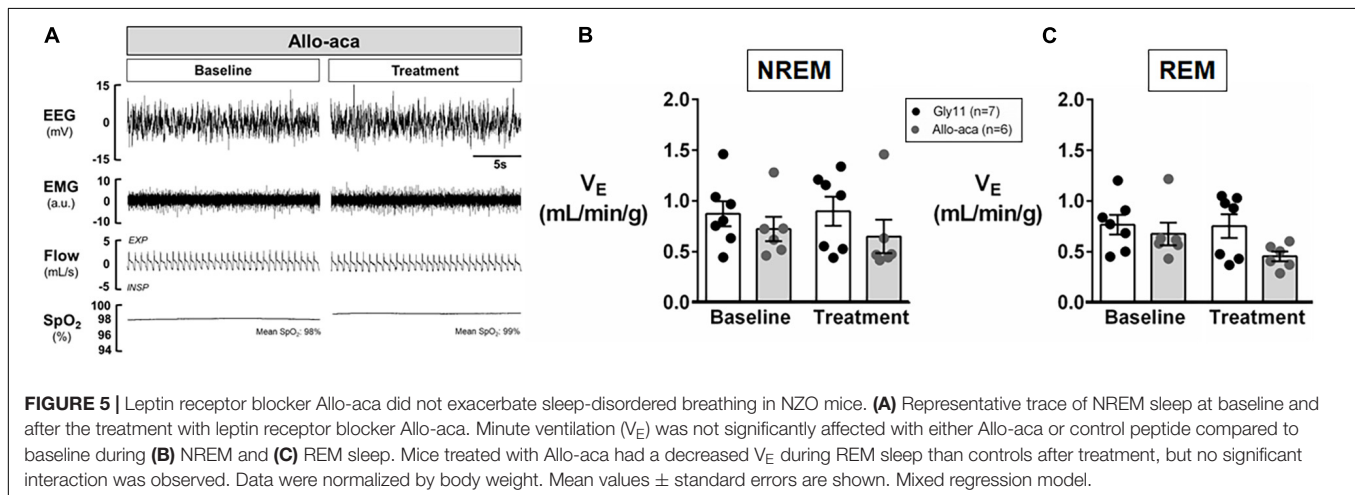 A
Allo-aca
Baseline Treatment
EEG
(mV)
15
0
-15
5s
EMG
(a.u.)
10
0
-10
Flow
(mL/s)
5
0
-5
EXP
INSP
SpO2
(%)
100
98
96
94
Mean SpO2: 98%
Mean SpO2: 99%
B
NREM
VE
(mL/min/g)
2.0
1.5
1.0
0.5
0.0
Baseline Treatment
Gly11 (n=7)
Allo-aca (n=6)
C
REM
VE
(mL/min/g)
2.0
1.5
1.0
0.5
0.0
Baseline Treatment
FIGURE 5 | Leptin receptor blocker Allo-aca did not exacerbate sleep-disordered breathing in NZO mice. (A) Representative trace of NREM sleep at baseline and
after the treatment with leptin receptor blocker Allo-aca. Minute ventilation (VE) was not significantly affected with either Allo-aca or control peptide compared to
baseline during (B) NREM and (C) REM sleep. Mice treated with Allo-aca had a decreased VE during REM sleep than controls after treatment, but no significant
interaction was observed. Data were normalized by body weight. Mean values ± standard errors are shown. Mixed regression model.